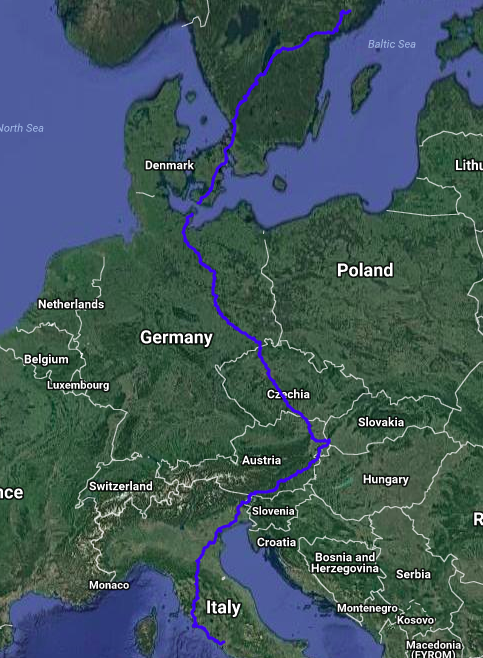 Baltic Sea
North Sea
Denmark
Lithu
Poland
Netherlands
Germany
Belgium
Luxembourg
Czechia
Slovakia
Austria
Switzerland
Hungary
nce
Slovenia
R
Croatia
Bosnia and
Herzegovina
Serbia
Monaco
Italy
Montenegro
Kosovo
Macedonia
(FYROM)